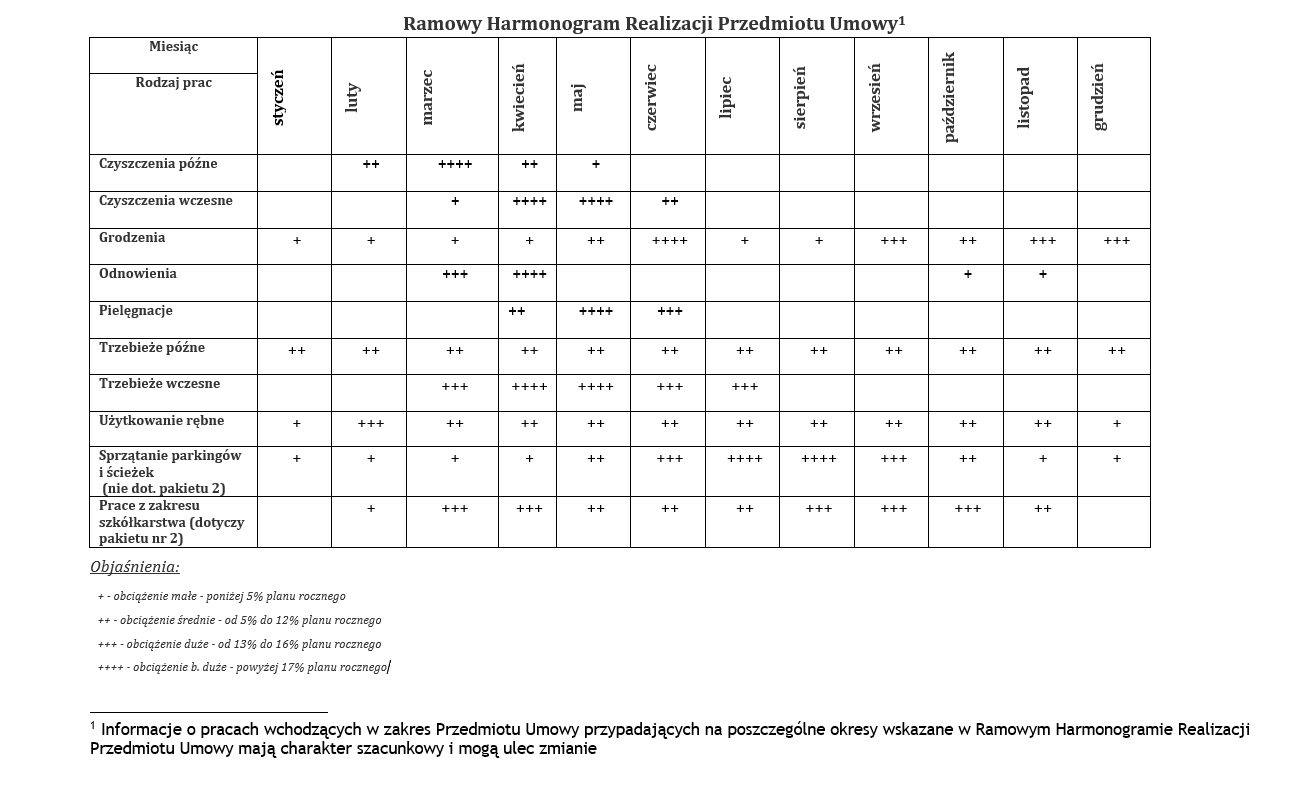 Ramowy Harmonogram Realizacji Przedmiotu Umowy¹
Miesiąc
Rodzaj prac
styczeń
luty
marzec
kwiecień
maj
czerwiec
lipiec
sierpień
wrzesień
październik
listopad
grudzień
Czyszczenia późne ++ ++++ ++ +
Czyszczenia wczesne + ++++ ++++ ++
Grodzenia + + + + ++ ++++ + + +++ ++ +++ +++
Odnowienia +++ ++++ + +
Pielęgnacje ++ ++++ +++
Trzebieże późne ++ ++ ++ ++ ++ ++ ++ ++ ++ ++ ++ ++
Trzebieże wczesne +++ ++++ ++++ +++ +++
Użytkowanie rębne + +++ ++ ++ ++ ++ ++ ++ ++ ++ ++ +
Sprzątanie parkingów + + + + ++ +++ ++++ ++++ +++ ++ + +
i ścieżek
(nie dot. pakietu 2)
Prace z zakresu + +++ +++ ++ ++ ++ +++ +++ +++ ++
szkółkarstwa (dotyczy
pakietu nr 2)
Objaśnienia:
+ - obciążenie małe - poniżej 5% planu rocznego
++ - obciążenie średnie - od 5% do 12% planu rocznego
+++ - obciążenie duże - od 13% do 16% planu rocznego
++++ - obciążenie b. duże - powyżej 17% planu rocznego
¹ Informacje o pracach wchodzących w zakres Przedmiotu Umowy przypadających na poszczególne okresy wskazane w Ramowym Harmonogramie Realizacji
Przedmiotu Umowy mają charakter szacunkowy i mogą ulec zmianie